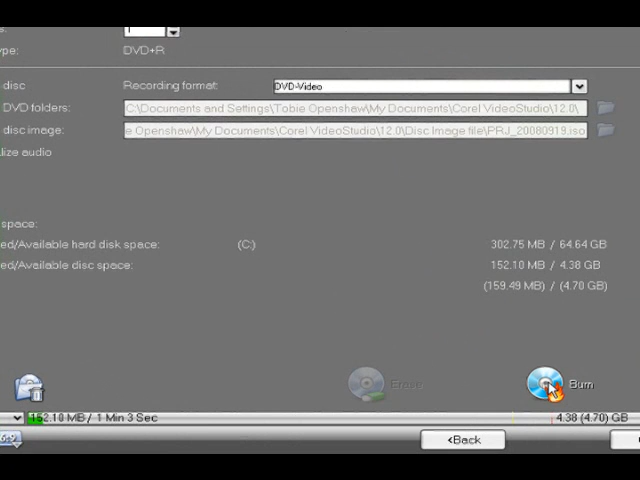 1
ype: DVD+R
disc Recording format: DVD-Video
DVD folders: C:\Documents and Settings\Tobie Openshaw\My Documents\Corel VideoStudio\12.0\
disc image: e Openshaw\My Documents\Corel VideoStudio\12.0\Disc Image file\PRJ_20080919.iso
lize audio
space:
ed/Available hard disk space: (C:) 302.75 MB / 64.64 GB
ed/Available disc space: 152.10 MB / 4.38 GB
(159.49 MB) / (4.70 GB)
Erase Burn
152.10 MB / 1 Min 3 Sec 4.38 (4.70) GB
<Back